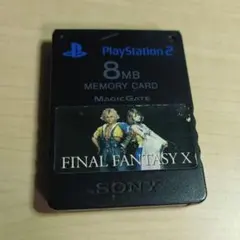 PlayStation 2
8MB
MEMORY CARD
MAGICGATE
FINAL FANTASY X
SONY